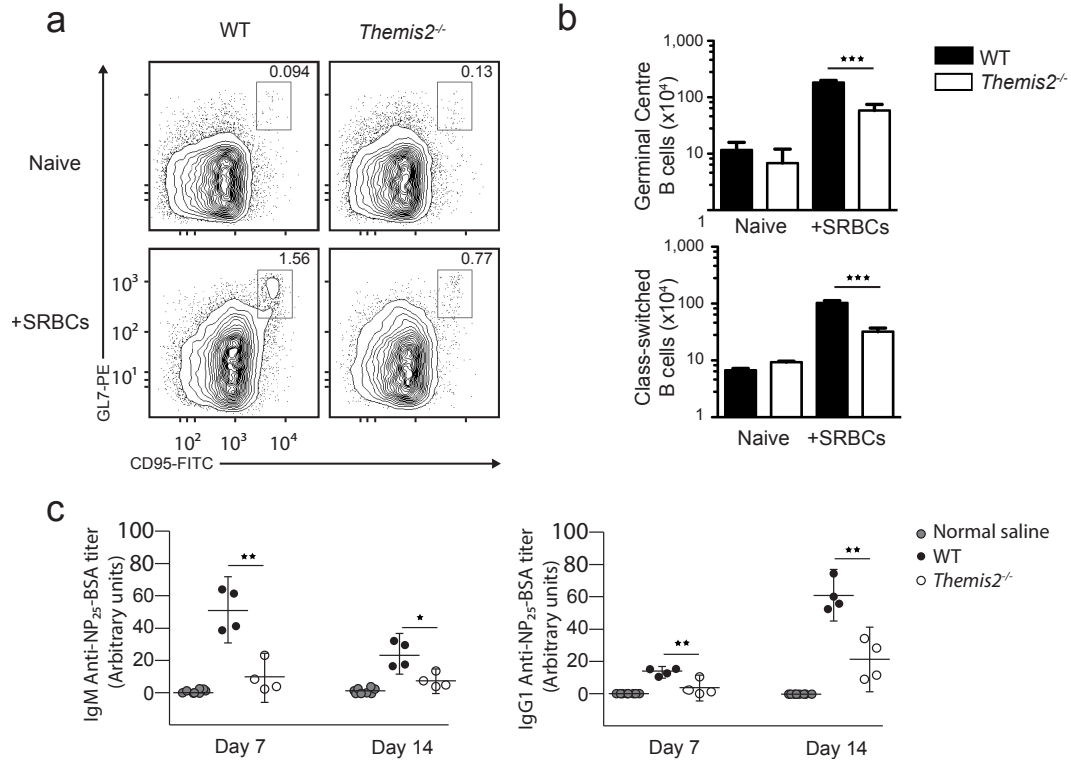 a
WT
Themis2-/-
0.094
0.13
Naive
1.56
0.77
+SRBCs
10³
10²
10¹
GL7-PE
10² 10³ 10⁴
CD95-FITC
b
1,000
100
10
1
Germinal Centre
B cells (x10⁴)
★★★
Naive +SRBCs
WT
Themis2-/-
1,000
100
10
1
Class-switched
B cells (x10⁴)
★★★
Naive +SRBCs
c
100
80
60
40
20
0
IgM Anti-NP₂₅-BSA titer
(Arbitrary units)
★★
★
Day 7 Day 14
100
80
60
40
20
0
IgG1 Anti-NP₂₅-BSA titer
(Arbitrary units)
★★
★★
Day 7 Day 14
Normal saline
WT
Themis2-/-